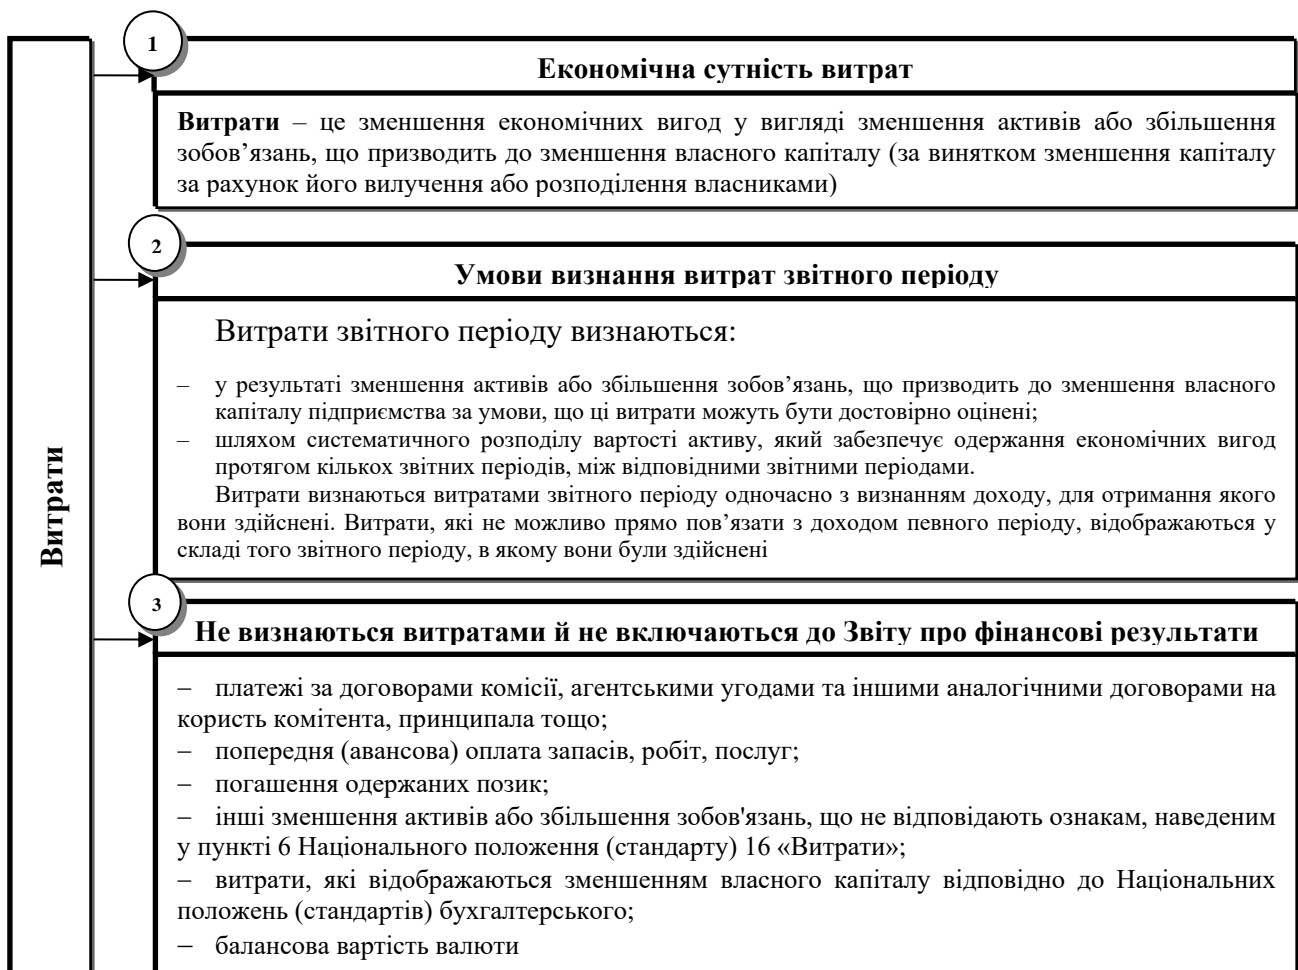 Витрати
1
Економічна сутність витрат
Витрати – це зменшення економічних вигод у вигляді зменшення активів або збільшення
зобов’язань, що призводить до зменшення власного капіталу (за винятком зменшення капіталу
за рахунок його вилучення або розподілення власниками)
2
Умови визнання витрат звітного періоду
Витрати звітного періоду визнаються:
– у результаті зменшення активів або збільшення зобов’язань, що призводить до зменшення власного
капіталу підприємства за умови, що ці витрати можуть бути достовірно оцінені;
– шляхом систематичного розподілу вартості активу, який забезпечує одержання економічних вигод
протягом кількох звітних періодів, між відповідними звітними періодами.
Витрати визнаються витратами звітного періоду одночасно з визнанням доходу, для отримання якого
вони здійснені. Витрати, які не можливо прямо пов’язати з доходом певного періоду, відображаються у
складі того звітного періоду, в якому вони були здійснені
3
Не визнаються витратами й не включаються до Звіту про фінансові результати
– платежі за договорами комісії, агентськими угодами та іншими аналогічними договорами на
користь комітента, принципала тощо;
– попередня (авансова) оплата запасів, робіт, послуг;
– погашення одержаних позик;
– інші зменшення активів або збільшення зобов'язань, що не відповідають ознакам, наведеним
у пункті 6 Національного положення (стандарту) 16 «Витрати»;
– витрати, які відображаються зменшенням власного капіталу відповідно до Національних
положень (стандартів) бухгалтерського;
– балансова вартість валюти